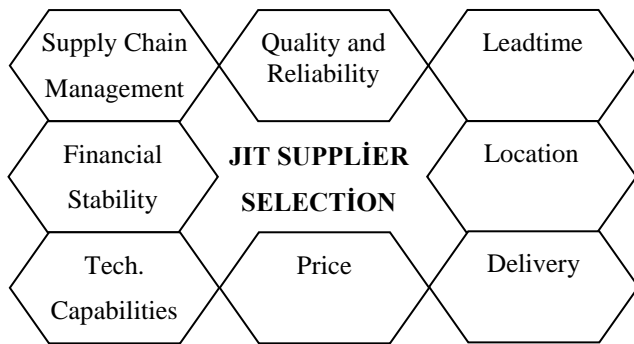 Supply Chain
Management
Quality and
Reliability
Leadtime
Financial
Stability
JIT SUPPLİER
SELECTİON
Location
Tech.
Capabilities
Price
Delivery